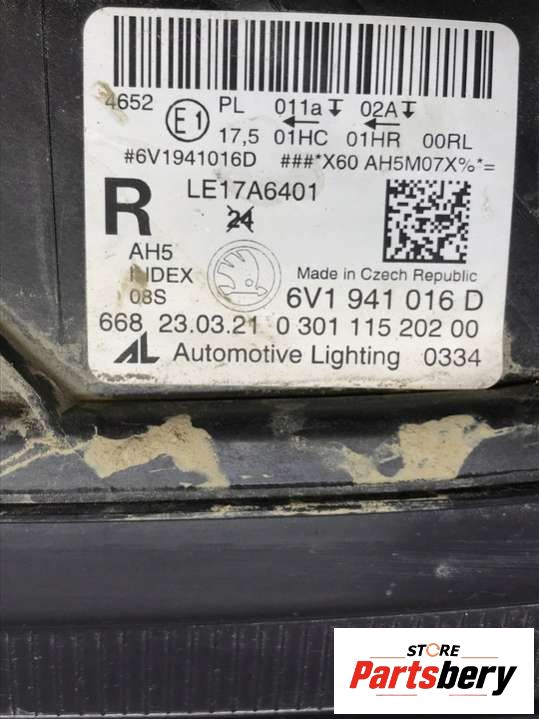 4652 E1 PL 011a 02A
17,5 01HC 01HR 00RL
#6V1941016D ###*X60 AH5M07X%*=
R LE17A6401
24
AH5
INDEX
08S
Made in Czech Republic
6V1 941 016 D
668 23.03.21 0 301 115 202 00
AL Automotive Lighting 0334
STORE
Partsbery